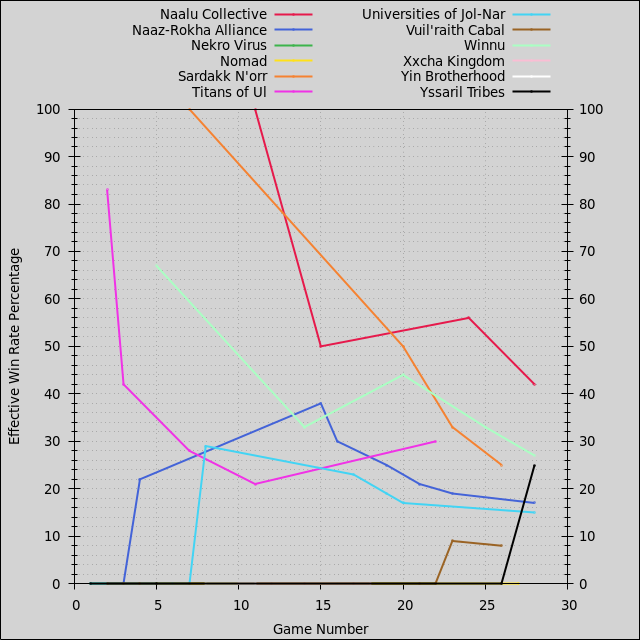 Naalu Collective Universities of Jol-Nar
Naaz-Rokha Alliance Vuil'raith Cabal
Nekro Virus Winnu
Nomad Xxcha Kingdom
Sardakk N'orr Yin Brotherhood
Titans of Ul Yssaril Tribes
100 100
90 90
80 80
70 70
60 60
50 50
40 40
30 30
20 20
10 10
0 0
0 5 10 15 20 25 30
Effective Win Rate Percentage
Game Number